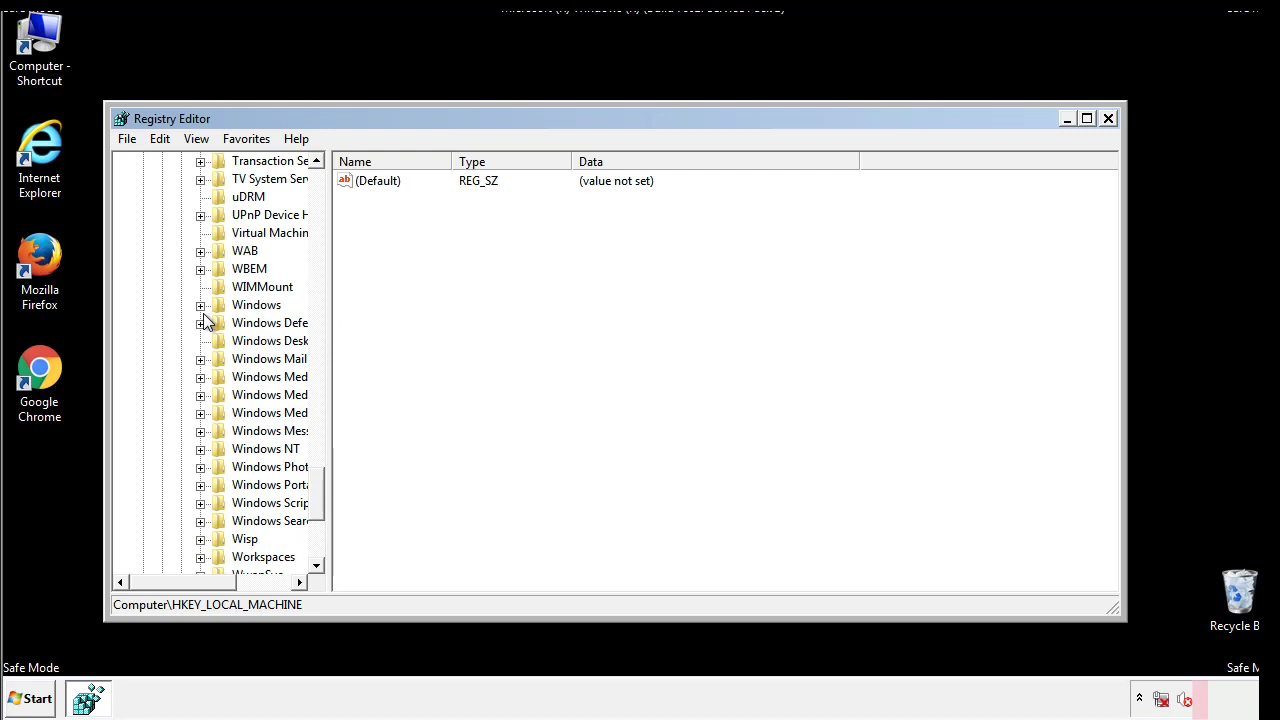 Computer -
Shortcut
Internet
Explorer
Mozilla
Firefox
Google
Chrome
Registry Editor
File Edit View Favorites Help
Transaction Se
TV System Serv
uDRM
UPnP Device H
Virtual Machin
WAB
WBEM
WIMMount
Windows
Windows Defe
Windows Desk
Windows Mail
Windows Med
Windows Med
Windows Med
Windows Mess
Windows NT
Windows Phot
Windows Porta
Windows Scrip
Windows Sear
Wisp
Workspaces
Name Type Data
ab (Default) REG_SZ (value not set)
Computer\HKEY_LOCAL_MACHINE
Recycle B
Safe Mode Safe M
Start